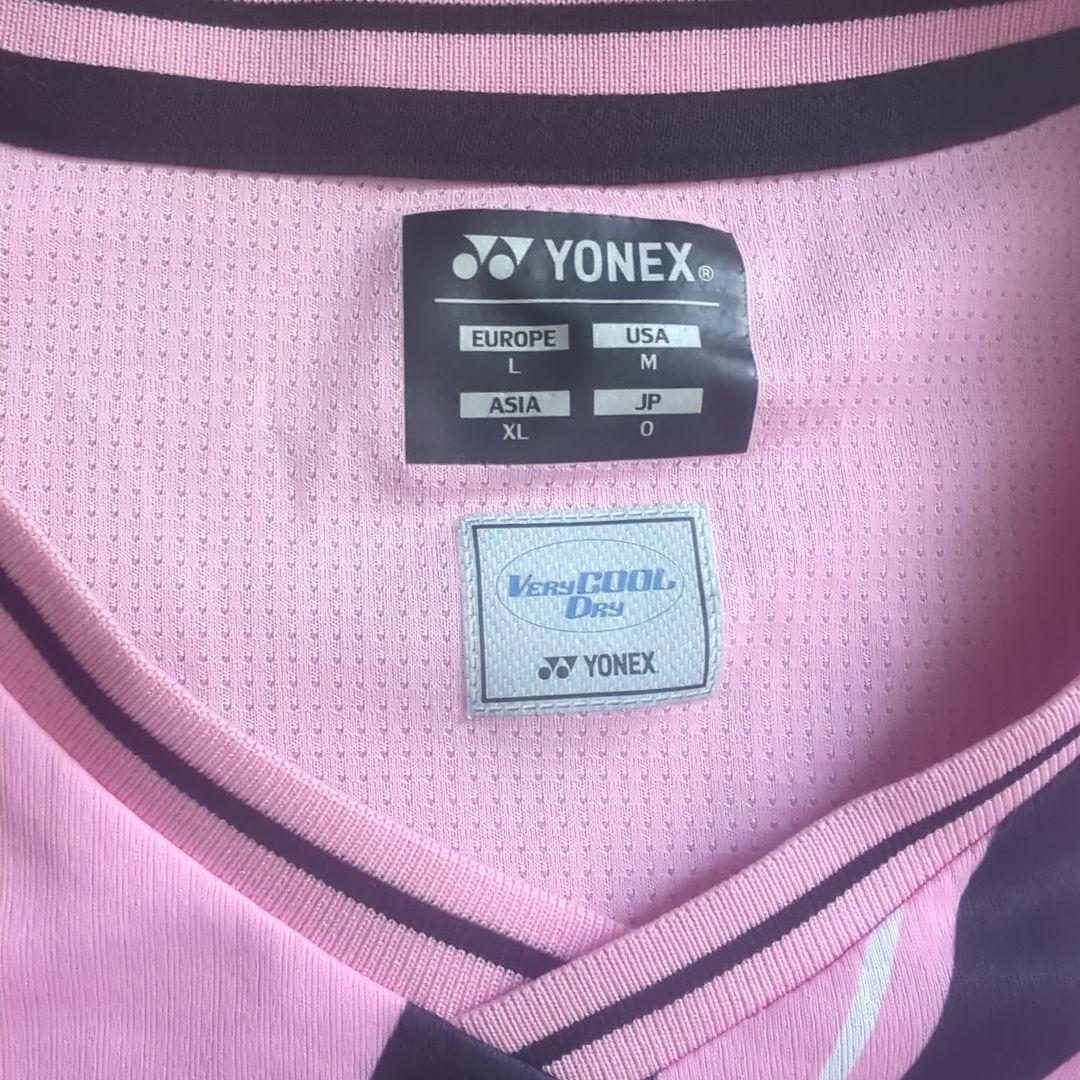 YONEX®
EUROPE USA
L M
ASIA JP
XL O
VERY COOL
DRY
YONEX